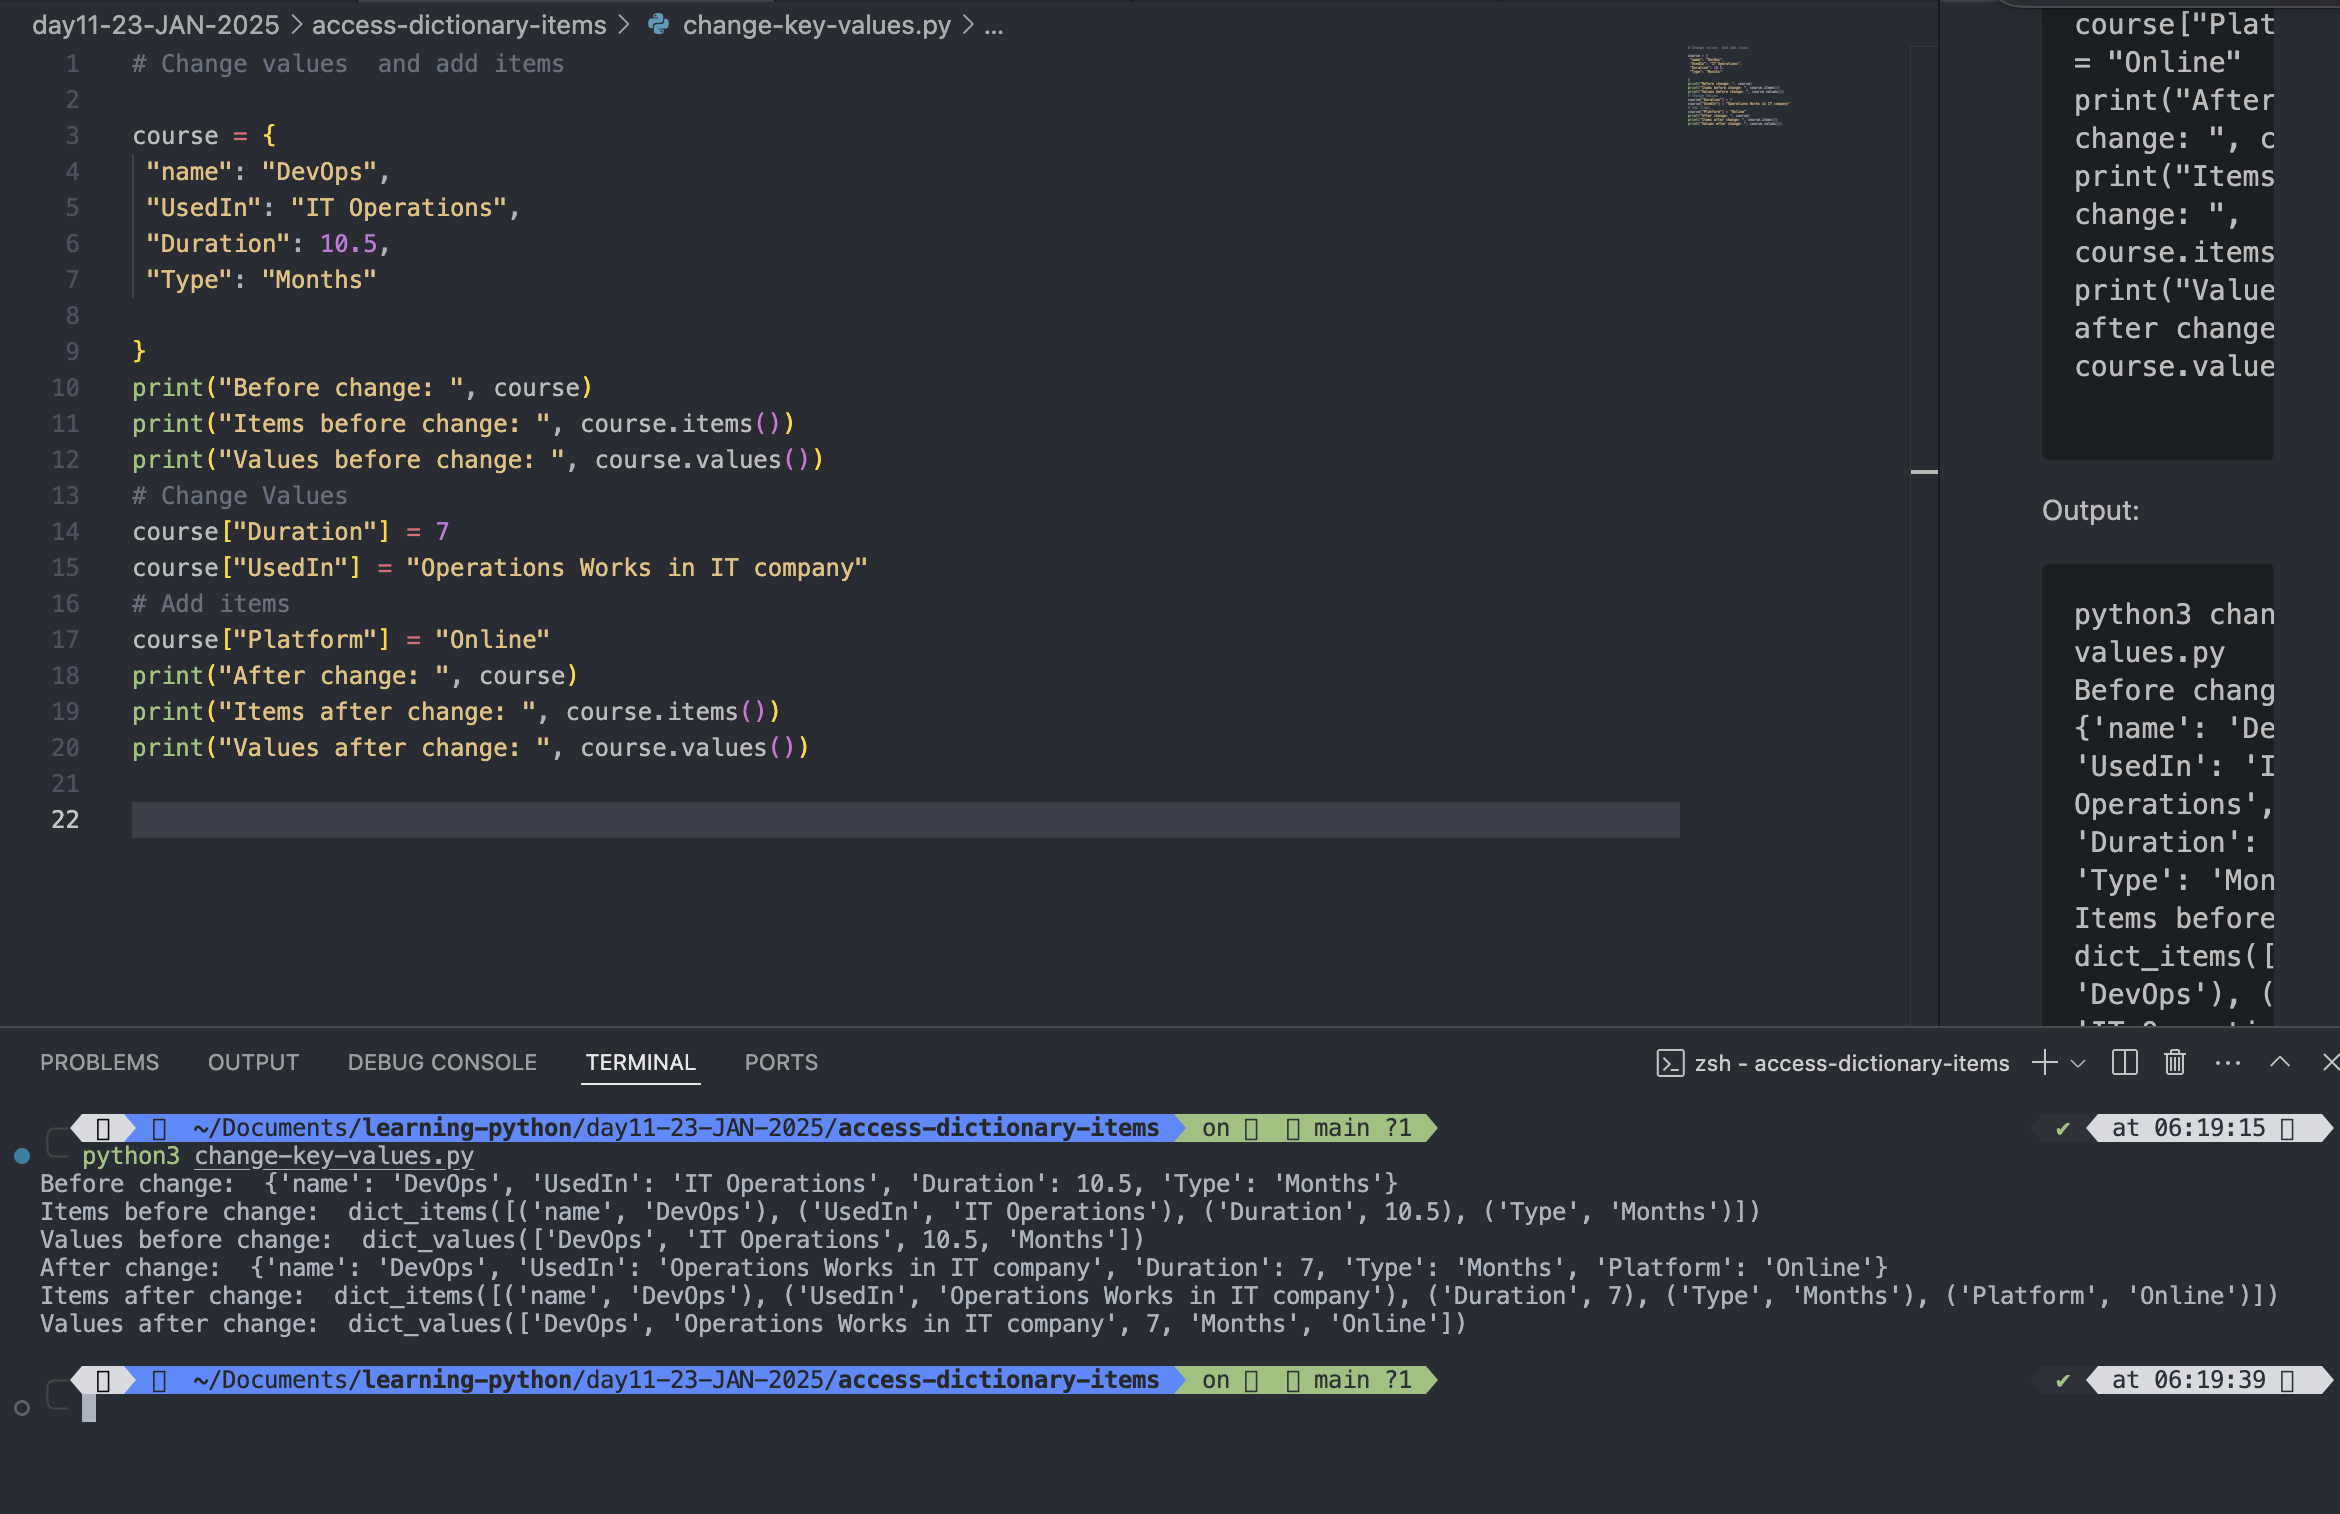 day11-23-JAN-2025 > access-dictionary-items > change-key-values.py > ...
1 # Change values  and add items
2
3 course = {
4  "name": "DevOps",
5  "UsedIn": "IT Operations",
6  "Duration": 10.5,
7  "Type": "Months"
8
9 }
10 print("Before change: ", course)
11 print("Items before change: ", course.items())
12 print("Values before change: ", course.values())
13 # Change Values
14 course["Duration"] = 7
15 course["UsedIn"] = "Operations Works in IT company"
16 # Add items
17 course["Platform"] = "Online"
18 print("After change: ", course)
19 print("Items after change: ", course.items())
20 print("Values after change: ", course.values())
21
22
course["Plat
= "Online"
print("After
change: ", c
print("Items
change: ",
course.items
print("Value
after change
course.value
Output:
python3 chan
values.py
Before chang
{'name': 'De
'UsedIn': 'I
Operations',
'Duration':
'Type': 'Mon
Items before
dict_items([
'DevOps'), (
PROBLEMS OUTPUT DEBUG CONSOLE TERMINAL PORTS zsh - access-dictionary-items
~/Documents/learning-python/day11-23-JAN-2025/access-dictionary-items on main ?1 ✔ at 06:19:15
python3 change-key-values.py
Before change:  {'name': 'DevOps', 'UsedIn': 'IT Operations', 'Duration': 10.5, 'Type': 'Months'}
Items before change:  dict_items([('name', 'DevOps'), ('UsedIn', 'IT Operations'), ('Duration', 10.5), ('Type', 'Months')])
Values before change:  dict_values(['DevOps', 'IT Operations', 10.5, 'Months'])
After change:  {'name': 'DevOps', 'UsedIn': 'Operations Works in IT company', 'Duration': 7, 'Type': 'Months', 'Platform': 'Online'}
Items after change:  dict_items([('name', 'DevOps'), ('UsedIn', 'Operations Works in IT company'), ('Duration', 7), ('Type', 'Months'), ('Platform', 'Online')])
Values after change:  dict_values(['DevOps', 'Operations Works in IT company', 7, 'Months', 'Online'])
~/Documents/learning-python/day11-23-JAN-2025/access-dictionary-items on main ?1 ✔ at 06:19:39